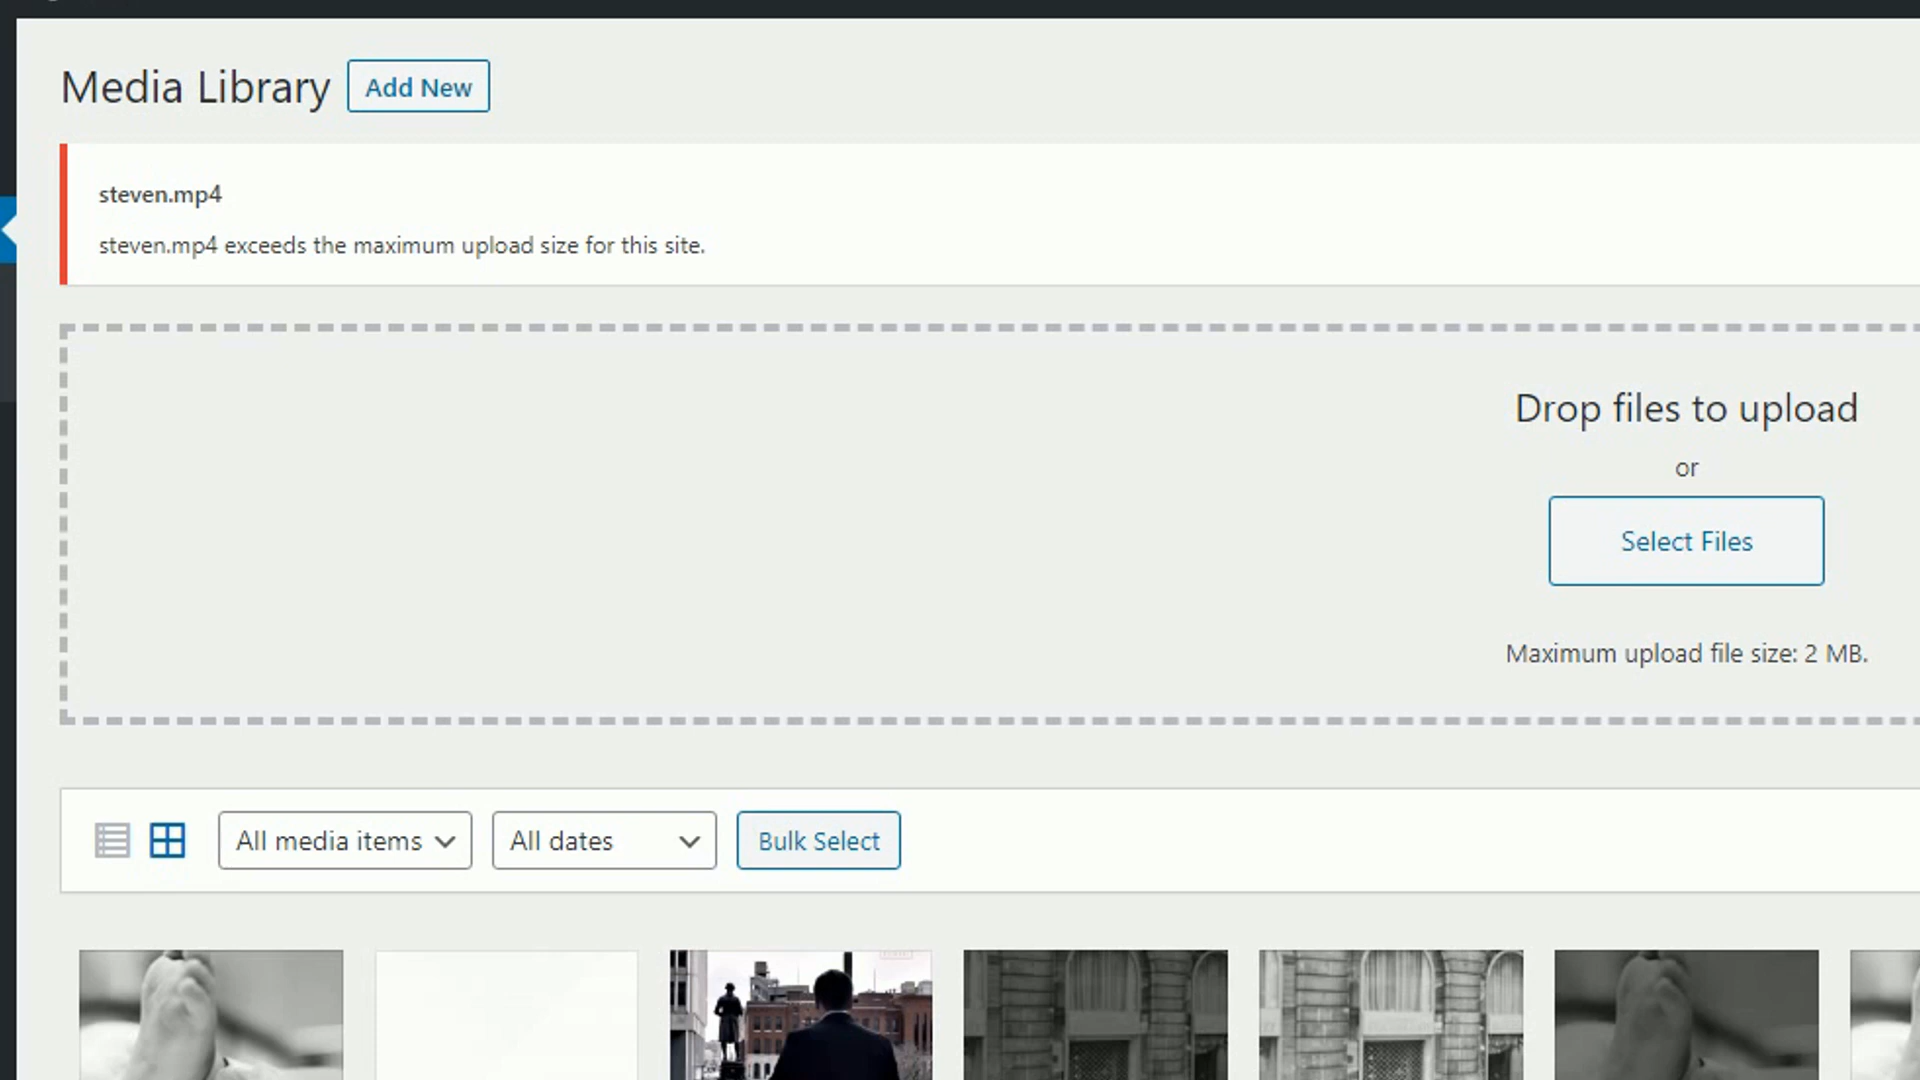 Media Library
Add New
steven.mp4
steven.mp4 exceeds the maximum upload size for this site.
Drop files to upload
or
Select Files
Maximum upload file size: 2 MB.
All media items
All dates
Bulk Select